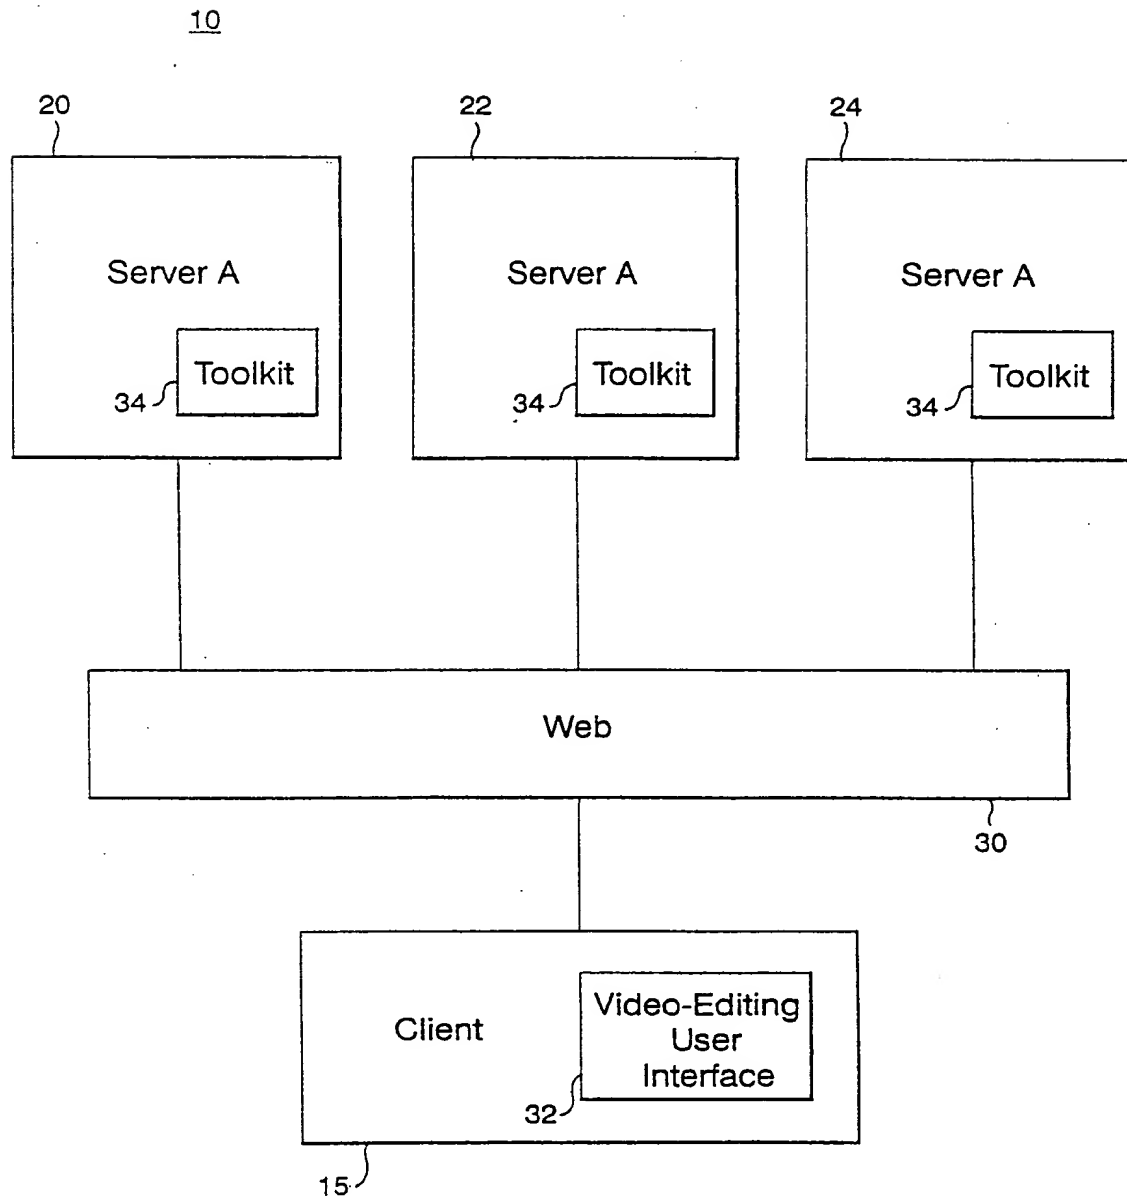 10
20
22
24
Server A
Server A
Server A
Toolkit
Toolkit
Toolkit
34
34
34
Web
30
Client
Video-Editing
User
Interface
32
15